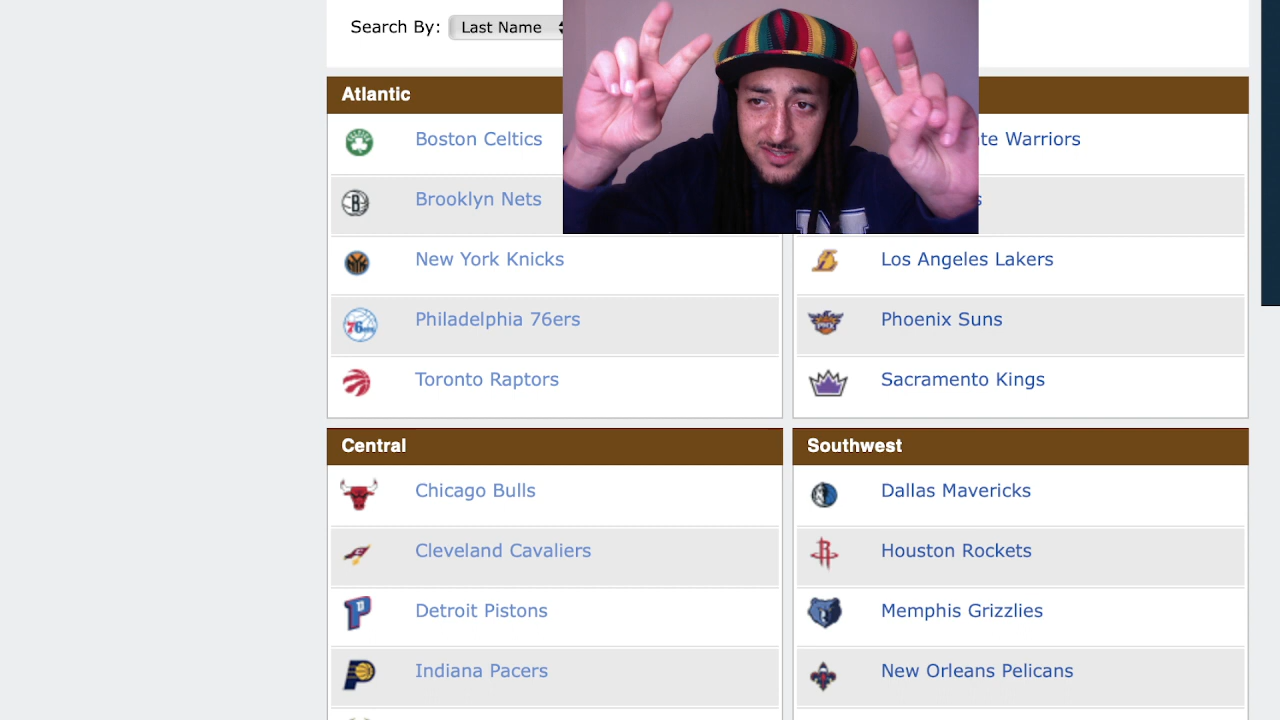 Search By: Last Name
Atlantic
Boston Celtics
Brooklyn Nets
New York Knicks
Philadelphia 76ers
Toronto Raptors
te Warriors
s
Los Angeles Lakers
Phoenix Suns
Sacramento Kings
Central
Chicago Bulls
Cleveland Cavaliers
Detroit Pistons
Indiana Pacers
Southwest
Dallas Mavericks
Houston Rockets
Memphis Grizzlies
New Orleans Pelicans